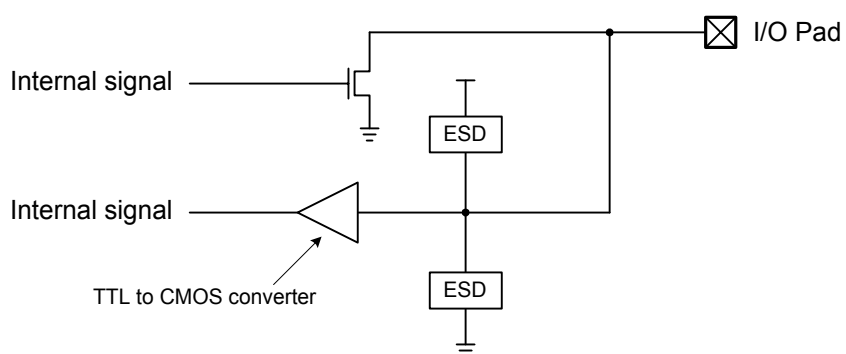 I/O Pad
Internal signal
ESD
Internal signal
TTL to CMOS converter
ESD